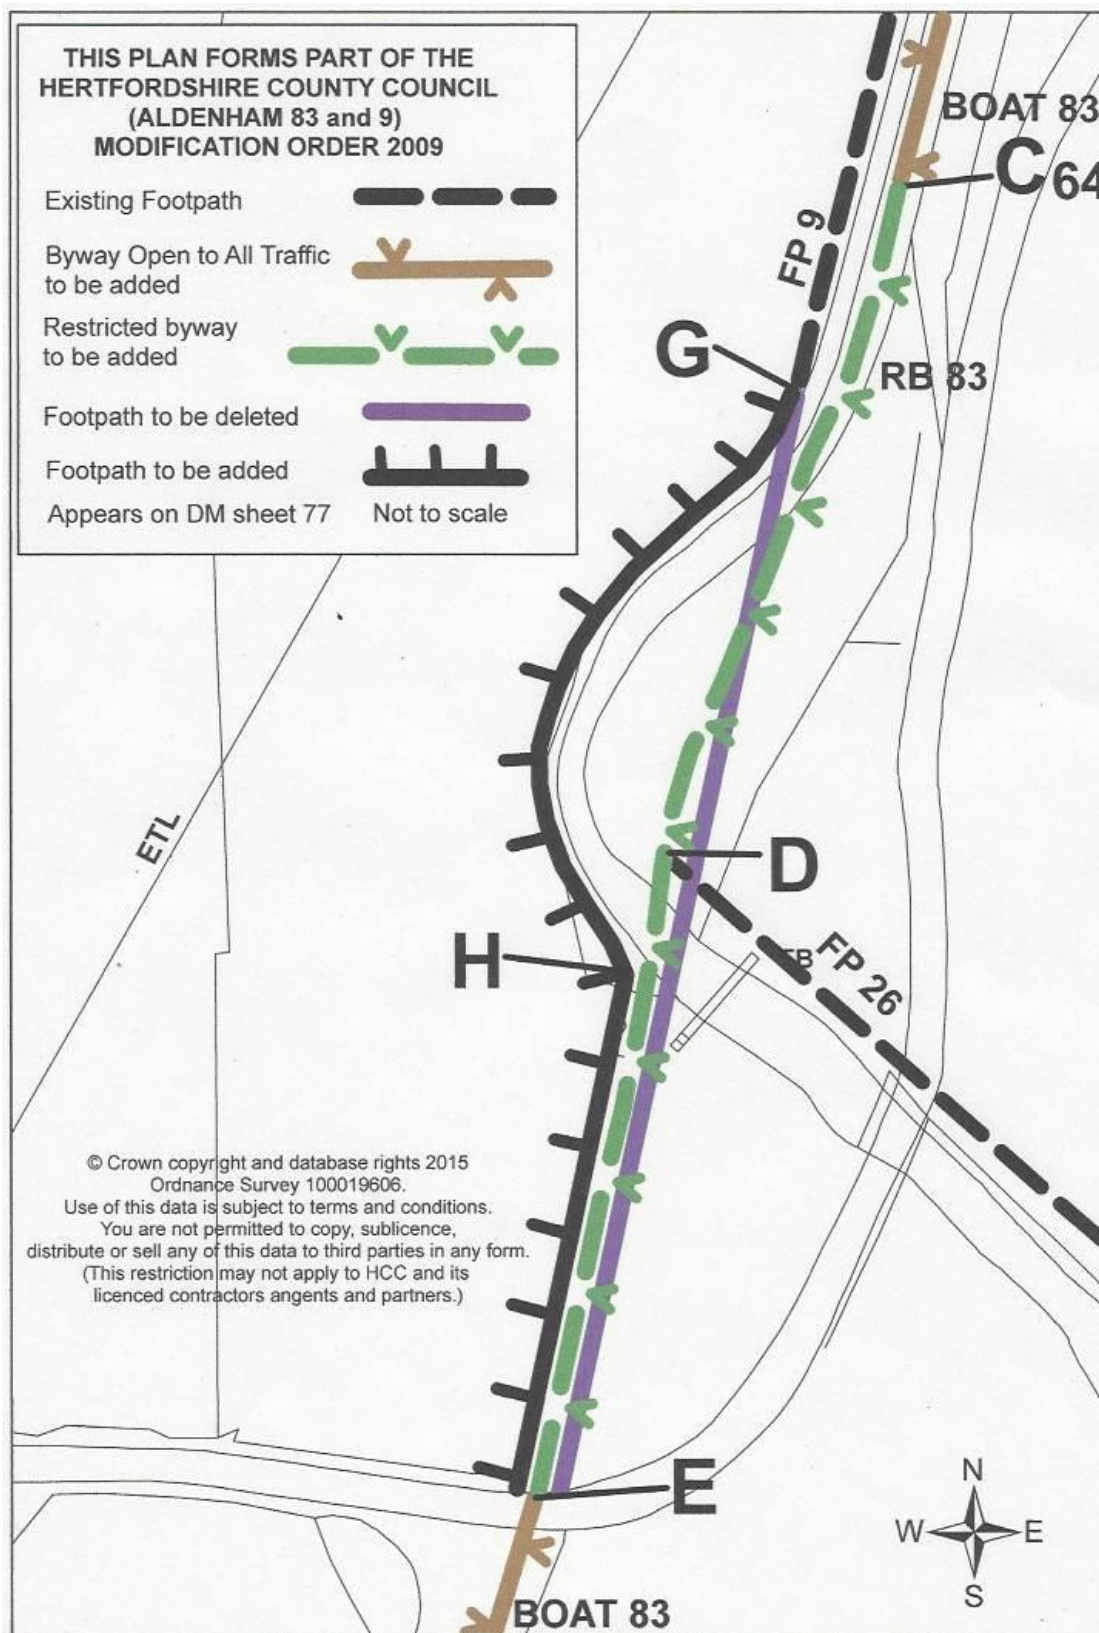 THIS PLAN FORMS PART OF THE
HERTFORDSHIRE COUNTY COUNCIL
(ALDENHAM 83 and 9)
MODIFICATION ORDER 2009
Existing Footpath
Byway Open to All Traffic
to be added
Restricted byway
to be added
Footpath to be deleted
Footpath to be added
Appears on DM sheet 77 Not to scale
BOAT 83
C 64
FP 9
G
RB 83
ETL
D
H
FB
FP 26
© Crown copyright and database rights 2015
Ordnance Survey 100019606.
Use of this data is subject to terms and conditions.
You are not permitted to copy, sublicence,
distribute or sell any of this data to third parties in any form.
(This restriction may not apply to HCC and its
licenced contractors angents and partners.)
E
N
W E
S
BOAT 83